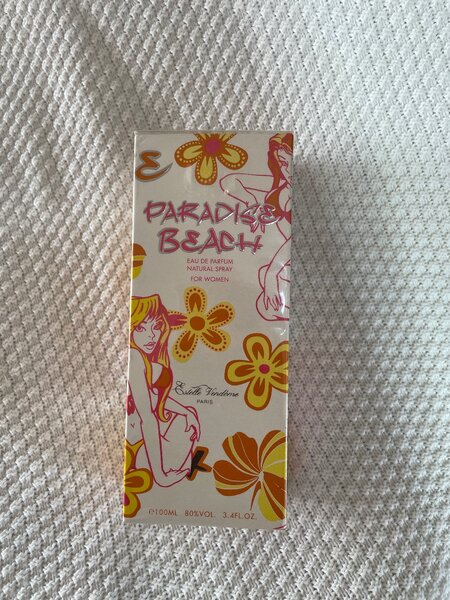 PARADISE
BEACH
EAU DE PARFUM
NATURAL SPRAY
FOR WOMEN
Estelle Vendôme
PARIS
℮100ML 80%VOL. 3.4FL.OZ.